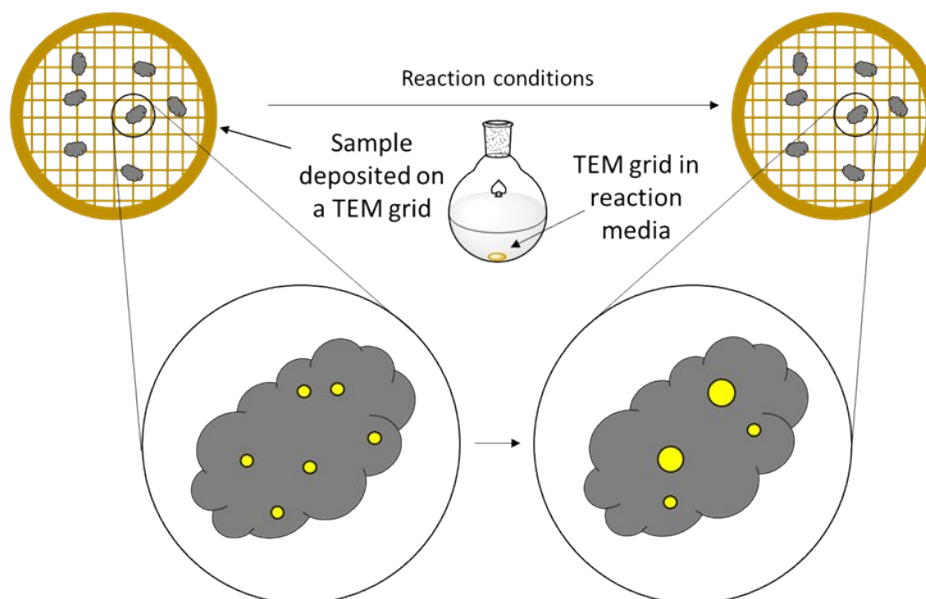 Reaction conditions
Sample
deposited on
a TEM grid
TEM grid in
reaction
media